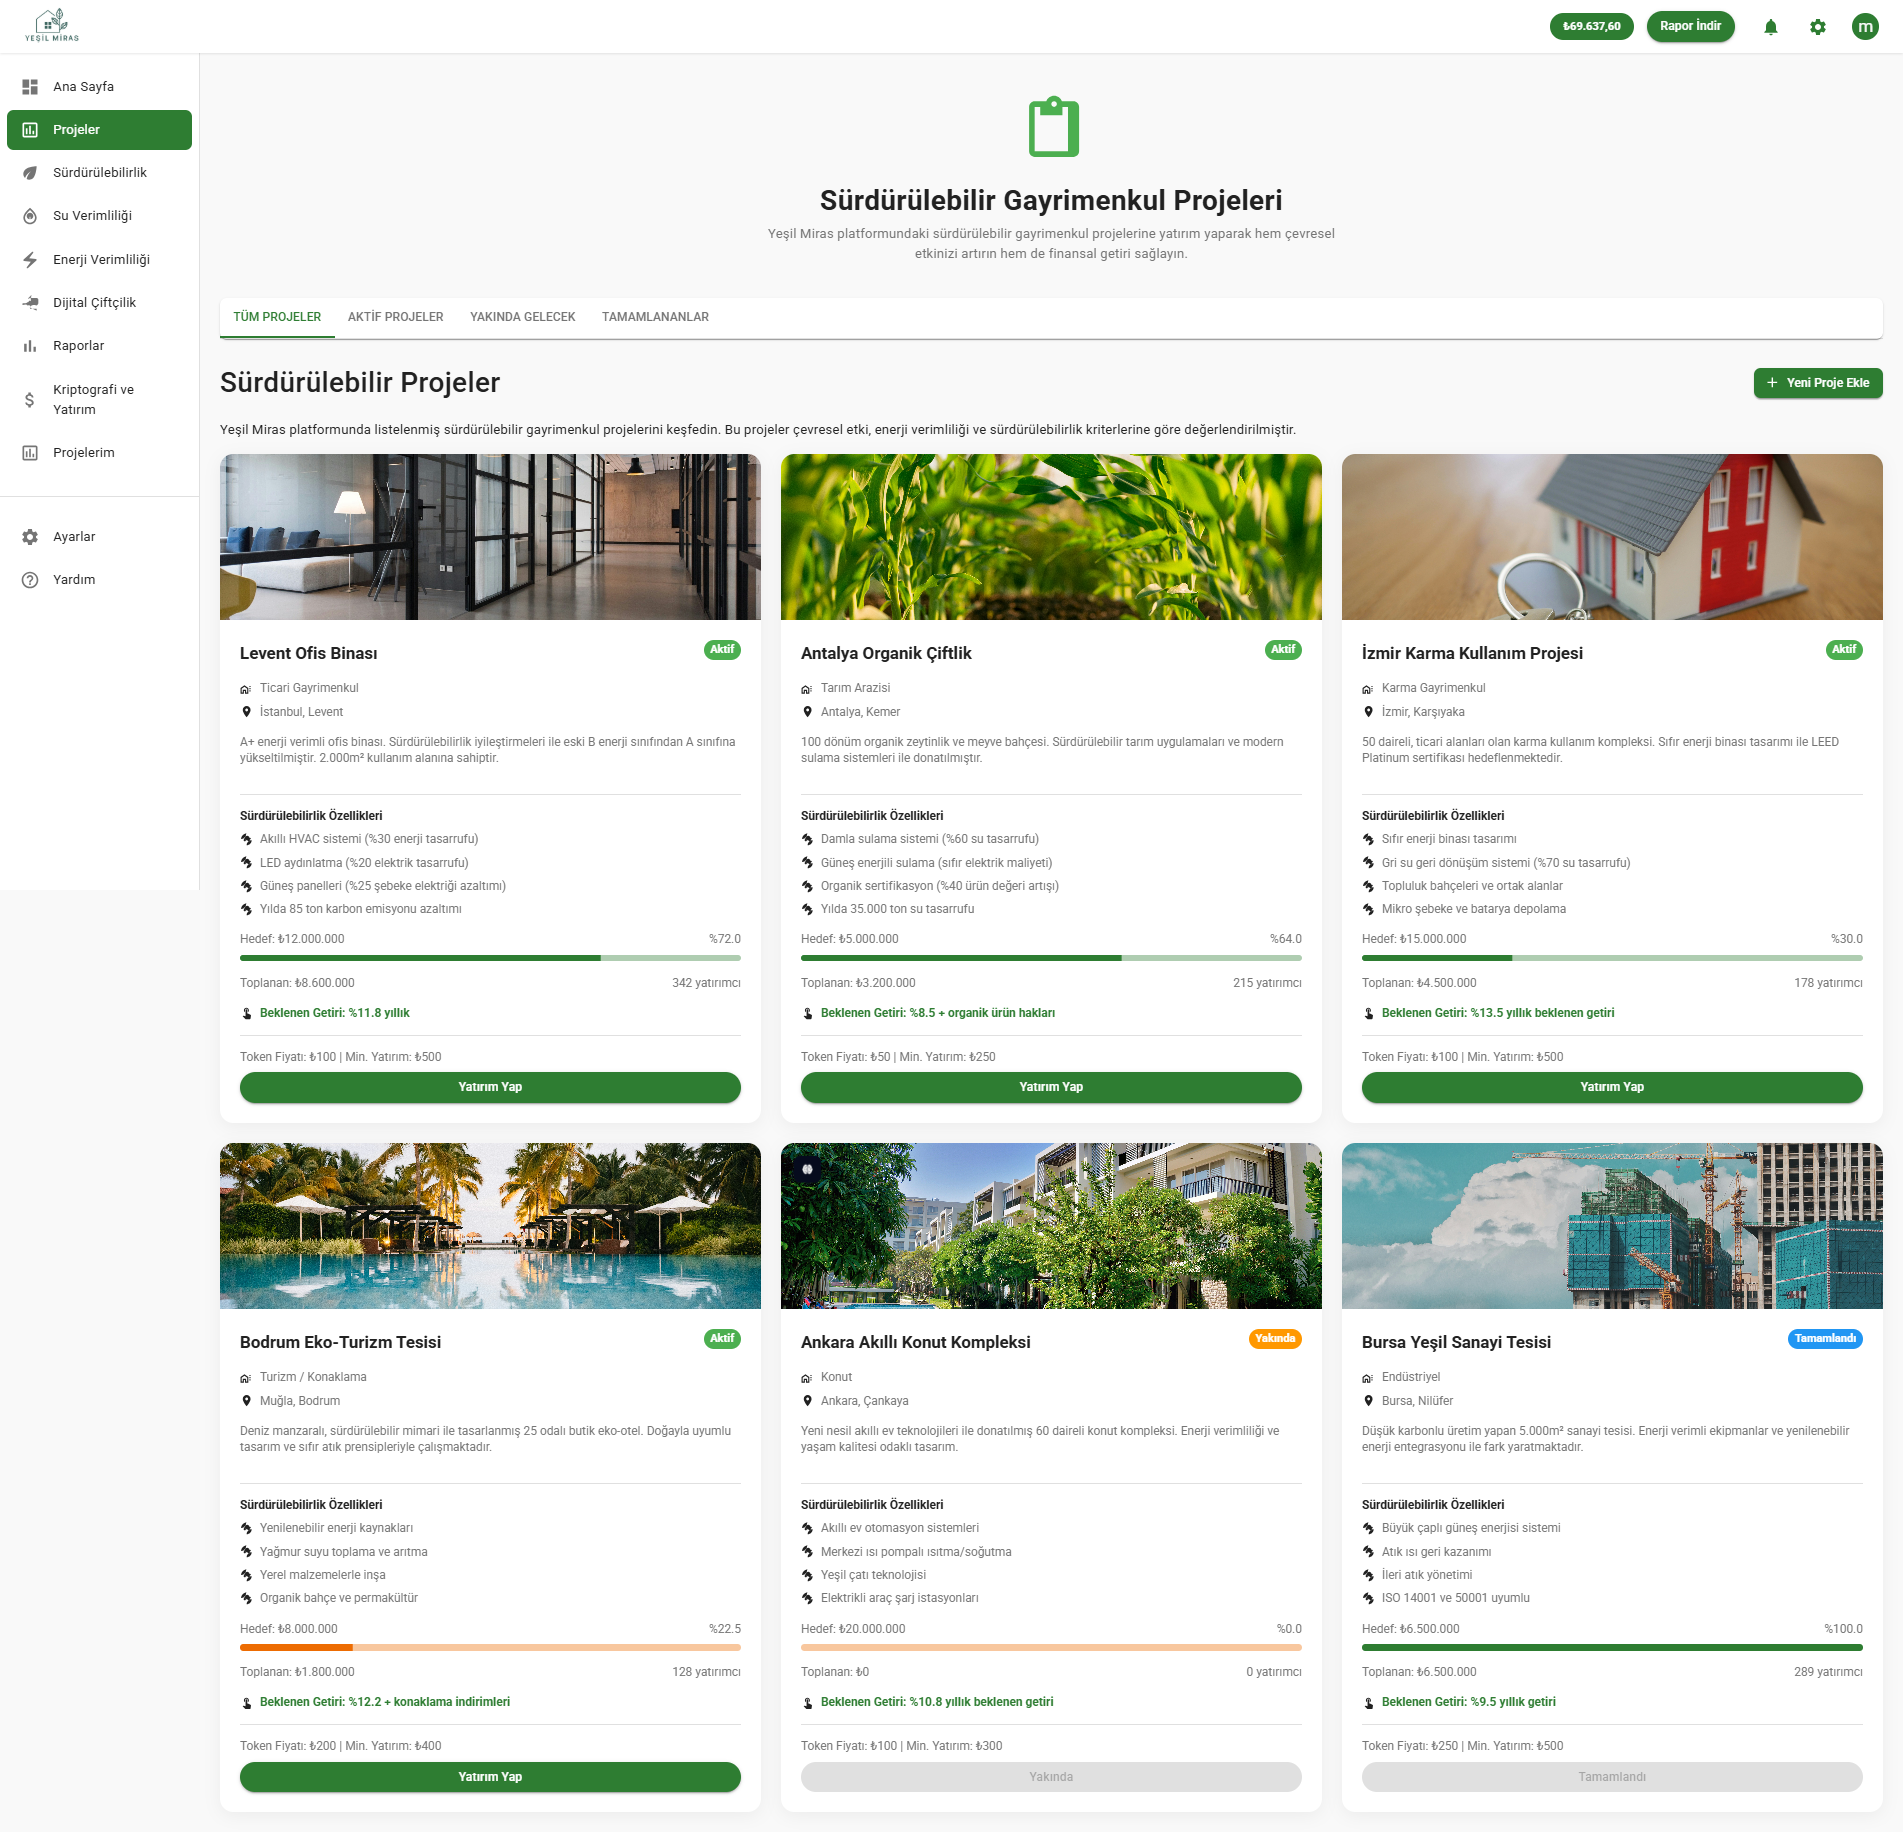 YEŞİL MİRAS
₺69.637,60
Rapor İndir
m
Ana Sayfa
Projeler
Sürdürülebilirlik
Su Verimliliği
Enerji Verimliliği
Dijital Çiftçilik
Raporlar
Kriptografi ve
Yatırım
Projelerim
Ayarlar
Yardım
Sürdürülebilir Gayrimenkul Projeleri
Yeşil Miras platformundaki sürdürülebilir gayrimenkul projelerine yatırım yaparak hem çevresel
etkinizi artırın hem de finansal getiri sağlayın.
TÜM PROJELER
AKTİF PROJELER
YAKINDA GELECEK
TAMAMLANANLAR
Sürdürülebilir Projeler
+ Yeni Proje Ekle
Yeşil Miras platformunda listelenmiş sürdürülebilir gayrimenkul projelerini keşfedin. Bu projeler çevresel etki, enerji verimliliği ve sürdürülebilirlik kriterlerine göre değerlendirilmiştir.
Levent Ofis Binası
Aktif
Ticari Gayrimenkul
İstanbul, Levent
A+ enerji verimli ofis binası. Sürdürülebilirlik iyileştirmeleri ile eski B enerji sınıfından A sınıfına
yükseltilmiştir. 2.000m² kullanım alanına sahiptir.
Sürdürülebilirlik Özellikleri
Akıllı HVAC sistemi (%30 enerji tasarrufu)
LED aydınlatma (%20 elektrik tasarrufu)
Güneş panelleri (%25 şebeke elektriği azaltımı)
Yılda 85 ton karbon emisyonu azaltımı
Hedef: ₺12.000.000
%72.0
Toplanan: ₺8.600.000
342 yatırımcı
Beklenen Getiri: %11.8 yıllık
Token Fiyatı: ₺100 | Min. Yatırım: ₺500
Yatırım Yap
Antalya Organik Çiftlik
Aktif
Tarım Arazisi
Antalya, Kemer
100 dönüm organik zeytinlik ve meyve bahçesi. Sürdürülebilir tarım uygulamaları ve modern
sulama sistemleri ile donatılmıştır.
Sürdürülebilirlik Özellikleri
Damla sulama sistemi (%60 su tasarrufu)
Güneş enerjili sulama (sıfır elektrik maliyeti)
Organik sertifikasyon (%40 ürün değeri artışı)
Yılda 35.000 ton su tasarrufu
Hedef: ₺5.000.000
%64.0
Toplanan: ₺3.200.000
215 yatırımcı
Beklenen Getiri: %8.5 + organik ürün hakları
Token Fiyatı: ₺50 | Min. Yatırım: ₺250
Yatırım Yap
İzmir Karma Kullanım Projesi
Aktif
Karma Gayrimenkul
İzmir, Karşıyaka
50 daireli, ticari alanları olan karma kullanım kompleksi. Sıfır enerji binası tasarımı ile LEED
Platinum sertifikası hedeflenmektedir.
Sürdürülebilirlik Özellikleri
Sıfır enerji binası tasarımı
Gri su geri dönüşüm sistemi (%70 su tasarrufu)
Topluluk bahçeleri ve ortak alanlar
Mikro şebeke ve batarya depolama
Hedef: ₺15.000.000
%30.0
Toplanan: ₺4.500.000
178 yatırımcı
Beklenen Getiri: %13.5 yıllık beklenen getiri
Token Fiyatı: ₺100 | Min. Yatırım: ₺500
Yatırım Yap
Bodrum Eko-Turizm Tesisi
Aktif
Turizm / Konaklama
Muğla, Bodrum
Deniz manzaralı, sürdürülebilir mimari ile tasarlanmış 25 odalı butik eko-otel. Doğayla uyumlu
tasarım ve sıfır atık prensipleriyle çalışmaktadır.
Sürdürülebilirlik Özellikleri
Yenilenebilir enerji kaynakları
Yağmur suyu toplama ve arıtma
Yerel malzemelerle inşa
Organik bahçe ve permakültür
Hedef: ₺8.000.000
%22.5
Toplanan: ₺1.800.000
128 yatırımcı
Beklenen Getiri: %12.2 + konaklama indirimleri
Token Fiyatı: ₺200 | Min. Yatırım: ₺400
Yatırım Yap
Ankara Akıllı Konut Kompleksi
Yakında
Konut
Ankara, Çankaya
Yeni nesil akıllı ev teknolojileri ile donatılmış 60 daireli konut kompleksi. Enerji verimliliği ve
yaşam kalitesi odaklı tasarım.
Sürdürülebilirlik Özellikleri
Akıllı ev otomasyon sistemleri
Merkezi ısı pompalı ısıtma/soğutma
Yeşil çatı teknolojisi
Elektrikli araç şarj istasyonları
Hedef: ₺20.000.000
%0.0
Toplanan: ₺0
0 yatırımcı
Beklenen Getiri: %10.8 yıllık beklenen getiri
Token Fiyatı: ₺100 | Min. Yatırım: ₺300
Yakında
Bursa Yeşil Sanayi Tesisi
Tamamlandı
Endüstriyel
Bursa, Nilüfer
Düşük karbonlu üretim yapan 5.000m² sanayi tesisi. Enerji verimli ekipmanlar ve yenilenebilir
enerji entegrasyonu ile fark yaratmaktadır.
Sürdürülebilirlik Özellikleri
Büyük çaplı güneş enerjisi sistemi
Atık ısı geri kazanımı
İleri atık yönetimi
ISO 14001 ve 50001 uyumlu
Hedef: ₺6.500.000
%100.0
Toplanan: ₺6.500.000
289 yatırımcı
Beklenen Getiri: %9.5 yıllık getiri
Token Fiyatı: ₺250 | Min. Yatırım: ₺500
Tamamlandı